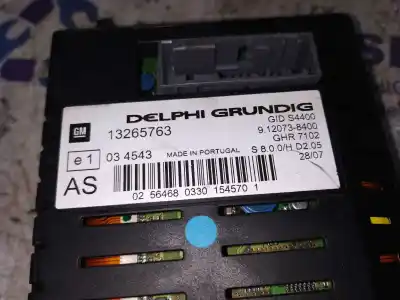 DELPHI GRUNDIG
GM
13265763
GID S4400
9.12073-8400
GHR 7102
e 1
03 4543
MADE IN PORTUGAL
S 8.0.0/H.D2.05
28/07
AS
02 56468 0330 154570 1